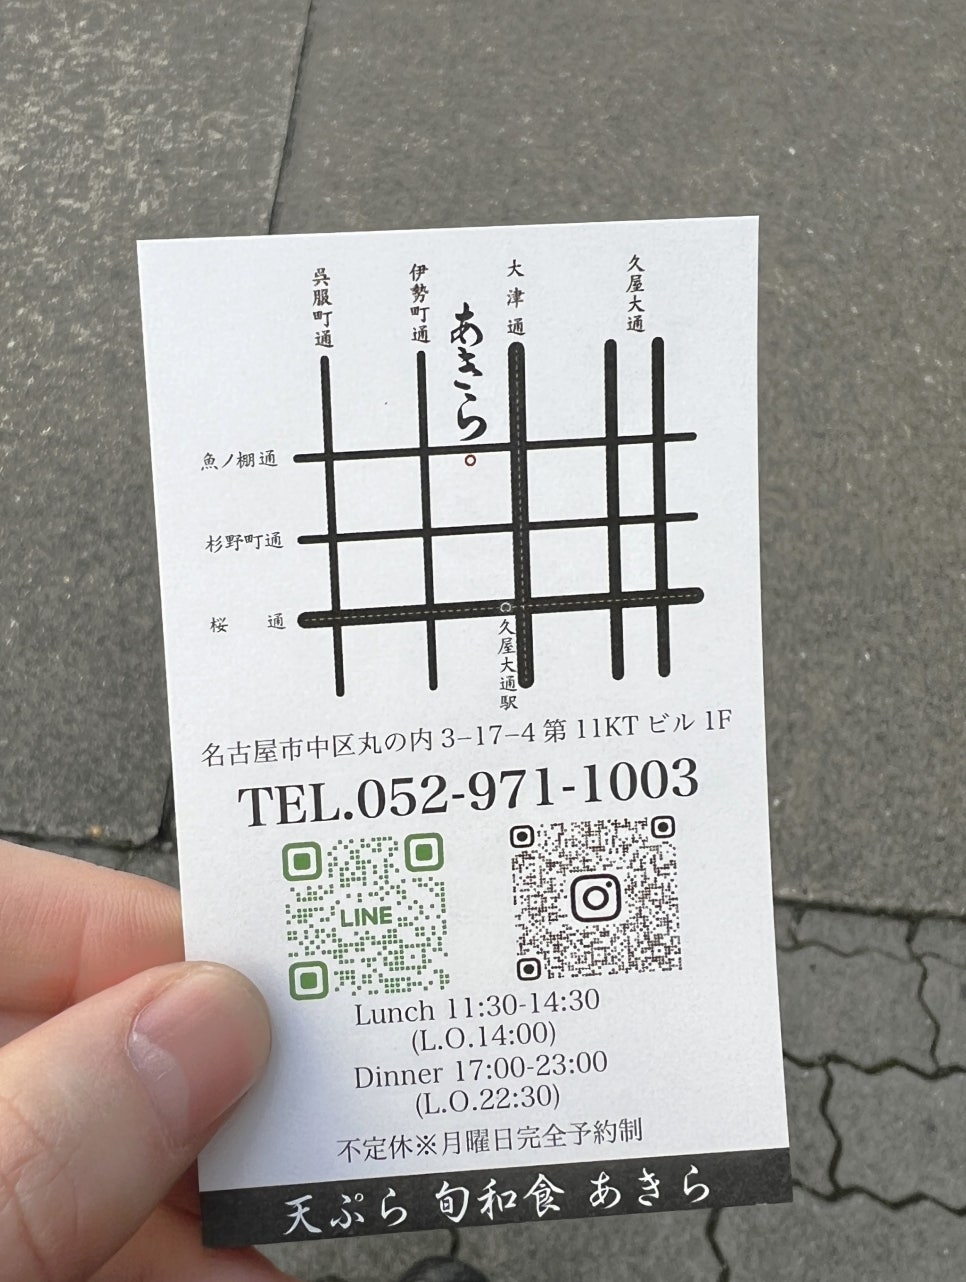 呉服町通
伊勢町通
あきら
大津通
久屋大通
魚ノ棚通
杉野町通
桜 通
久屋大通駅
名古屋市中区丸の内 3-17-4 第 11KT ビル 1F
TEL.052-971-1003
LINE
Lunch 11:30-14:30
(L.O.14:00)
Dinner 17:00-23:00
(L.O.22:30)
不定休※月曜日完全予約制
天ぷら 旬和食 あきら